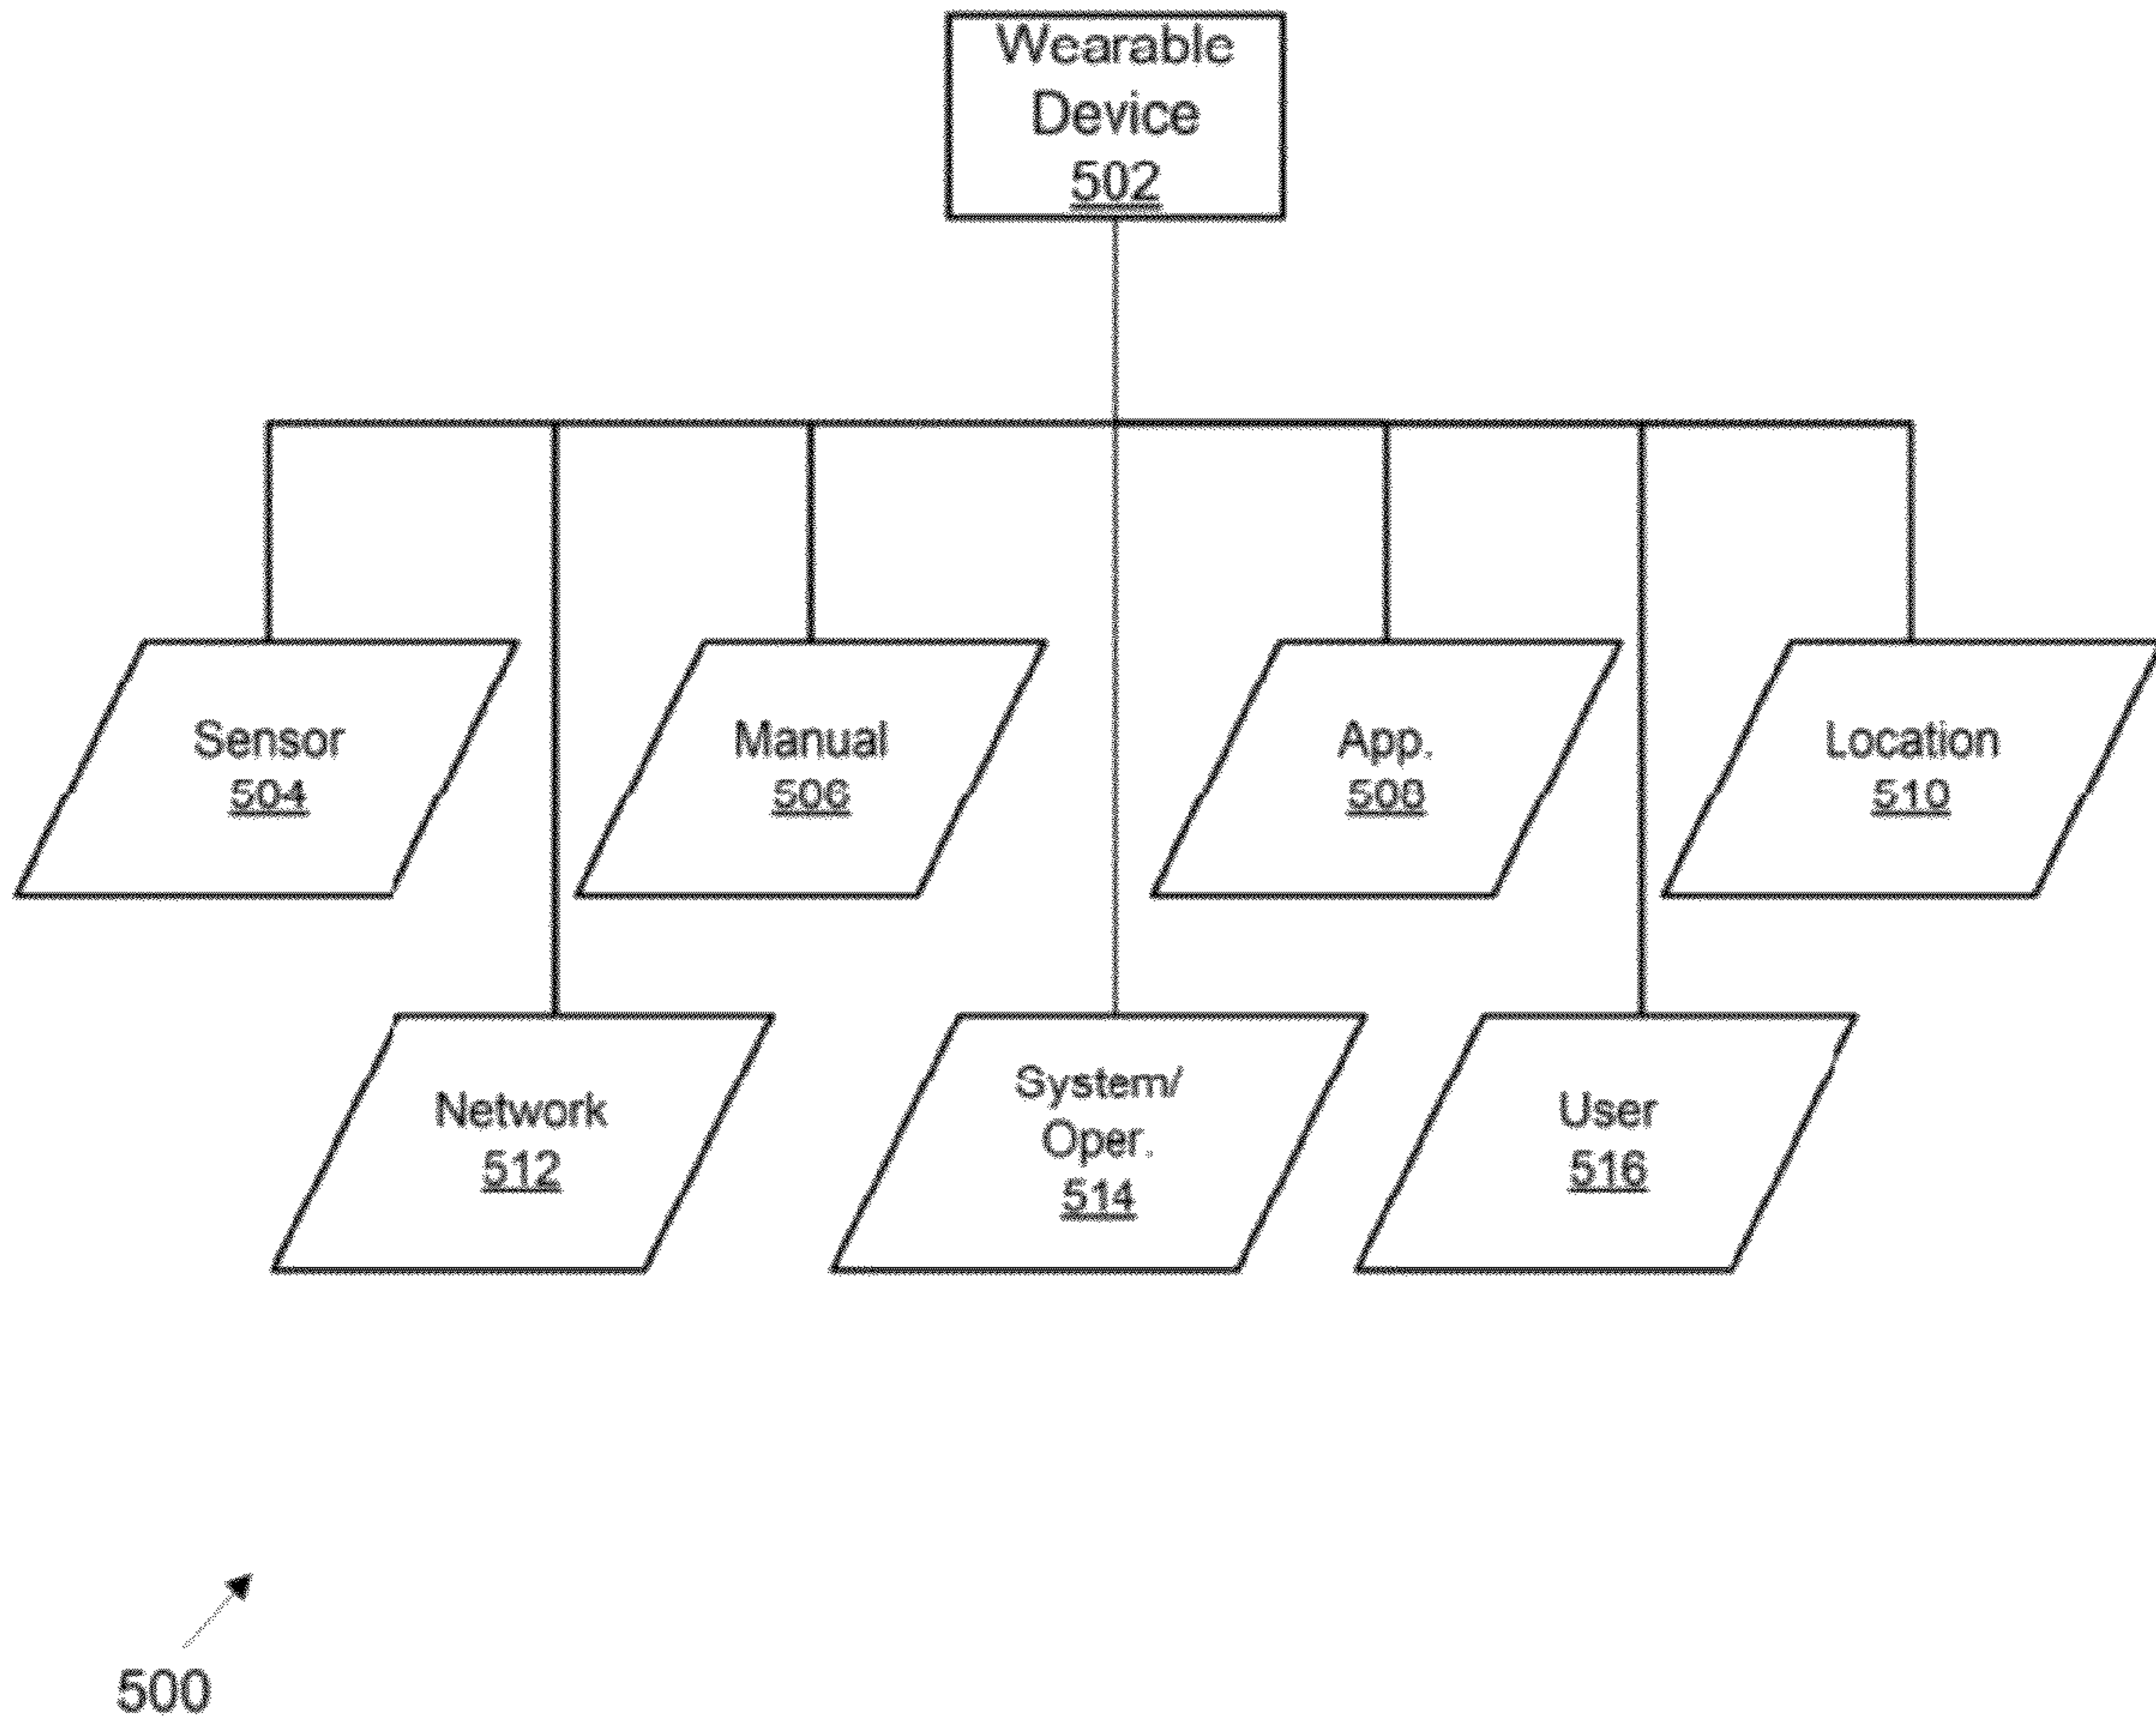 Wearable
Device
502
Sensor
504
Manual
506
App.
508
Location
510
Network
512
System/
Oper.
514
User
516
500